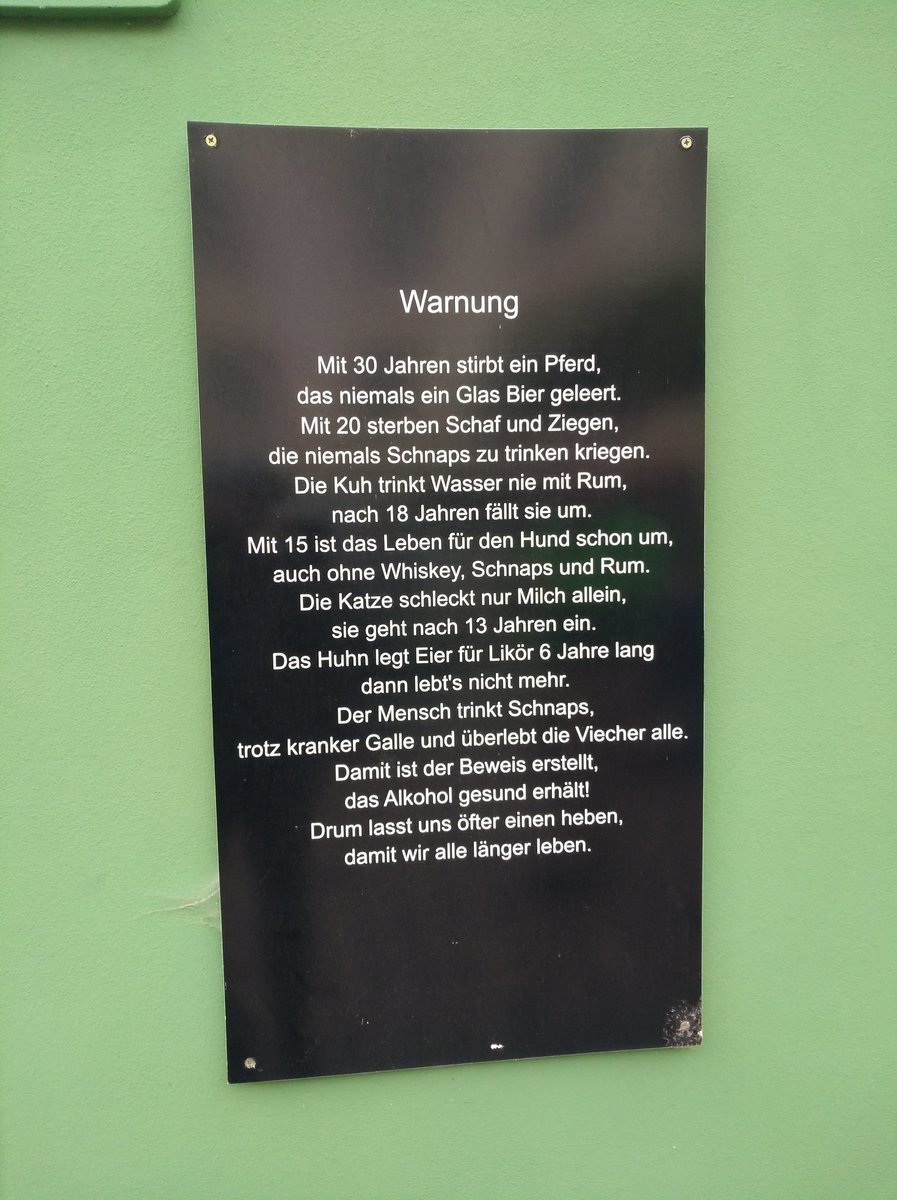 Warnung
Mit 30 Jahren stirbt ein Pferd,
das niemals ein Glas Bier geleert.
Mit 20 sterben Schaf und Ziegen,
die niemals Schnaps zu trinken kriegen.
Die Kuh trinkt Wasser nie mit Rum,
nach 18 Jahren fällt sie um.
Mit 15 ist das Leben für den Hund schon um,
auch ohne Whiskey, Schnaps und Rum.
Die Katze schleckt nur Milch allein,
sie geht nach 13 Jahren ein.
Das Huhn legt Eier für Likör 6 Jahre lang
dann lebt's nicht mehr.
Der Mensch trinkt Schnaps,
trotz kranker Galle und überlebt die Viecher alle.
Damit ist der Beweis erstellt,
das Alkohol gesund erhält!
Drum lasst uns öfter einen heben,
damit wir alle länger leben.